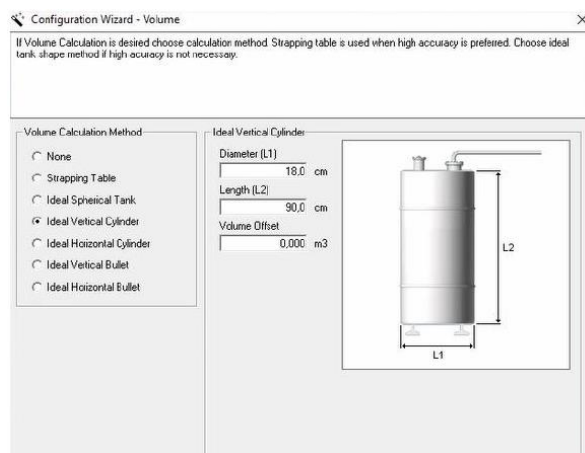 Configuration Wizard - Volume
If Volume Calculation is desired choose calculation method. Strapping table is used when high accuracy is preferred. Choose ideal
tank shape method if high acuracy is not necessary.
Volume Calculation Method
None
Strapping Table
Ideal Spherical Tank
Ideal Vertical Cylinder
Ideal Horizontal Cylinder
Ideal Vertical Bullet
Ideal Horizontal Bullet
Ideal Vertical Cylinder
Diameter (L1)
18,0 cm
Length (L2)
90,0 cm
Volume Offset
0,000 m3
L2
L1